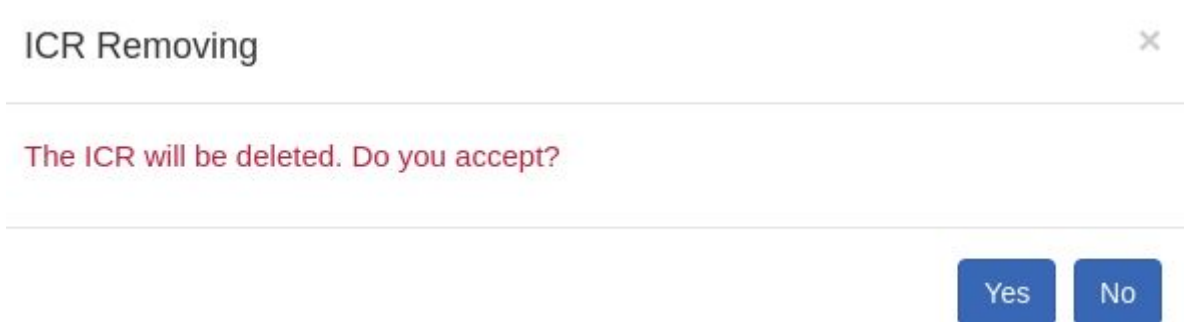 ICR Removing
×
The ICR will be deleted. Do you accept?
Yes No